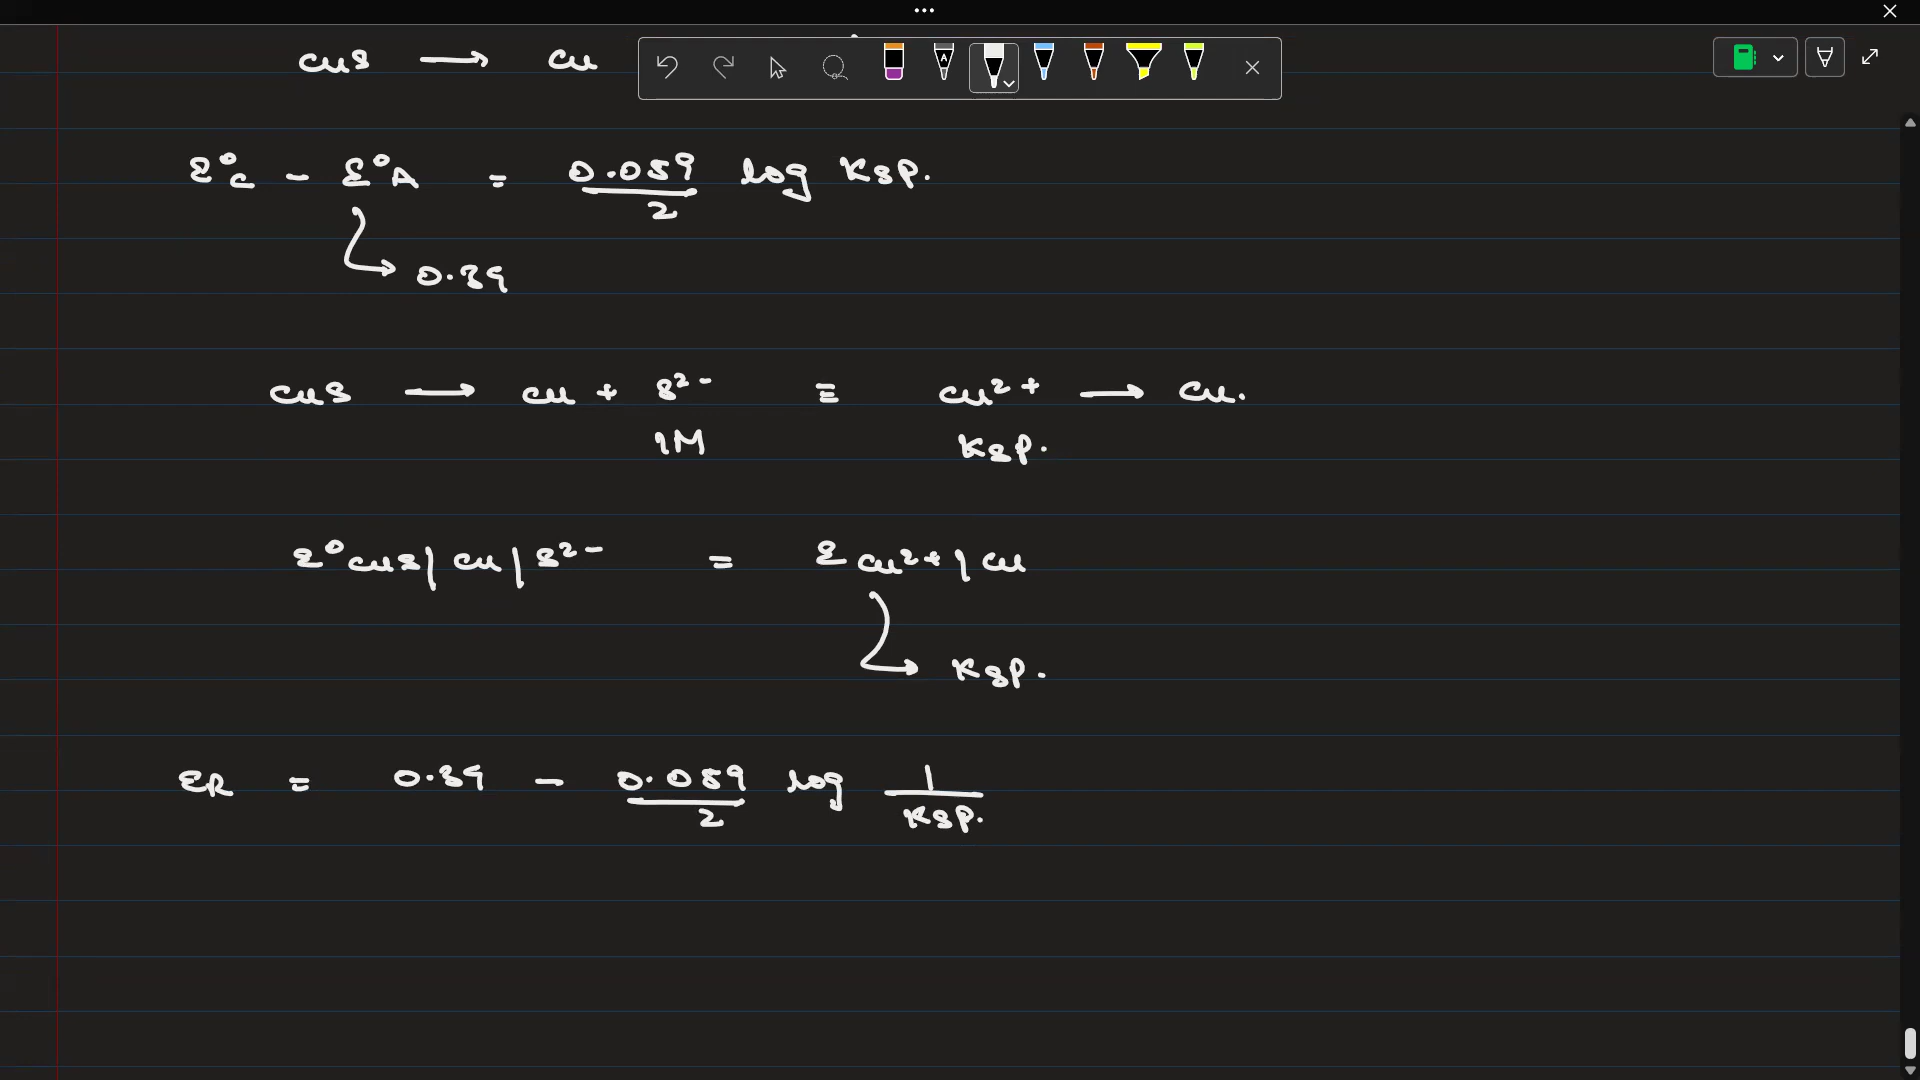 CuS → Cu
E°C - E°A = 0.059/2 log Ksp.
↳ 0.34
CuS → Cu + S²⁻ ≡ Cu²⁺ → Cu.
1M Ksp.
E°CuS|Cu|S²⁻ = E Cu²⁺|Cu
↳ Ksp.
ER = 0.34 - 0.059/2 log 1/Ksp.